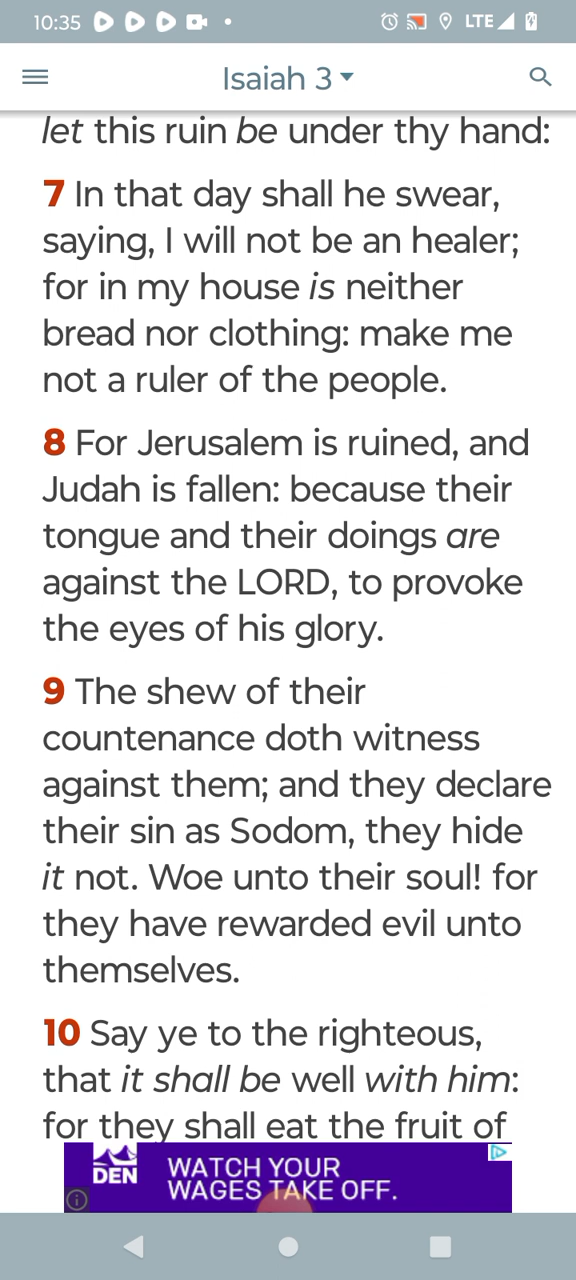 10:35 LTE
Isaiah 3
let this ruin be under thy hand:
7 In that day shall he swear,
saying, I will not be an healer;
for in my house is neither
bread nor clothing: make me
not a ruler of the people.
8 For Jerusalem is ruined, and
Judah is fallen: because their
tongue and their doings are
against the LORD, to provoke
the eyes of his glory.
9 The shew of their
countenance doth witness
against them; and they declare
their sin as Sodom, they hide
it not. Woe unto their soul! for
they have rewarded evil unto
themselves.
10 Say ye to the righteous,
that it shall be well with him:
for they shall eat the fruit of
DEN
WATCH YOUR
WAGES TAKE OFF.